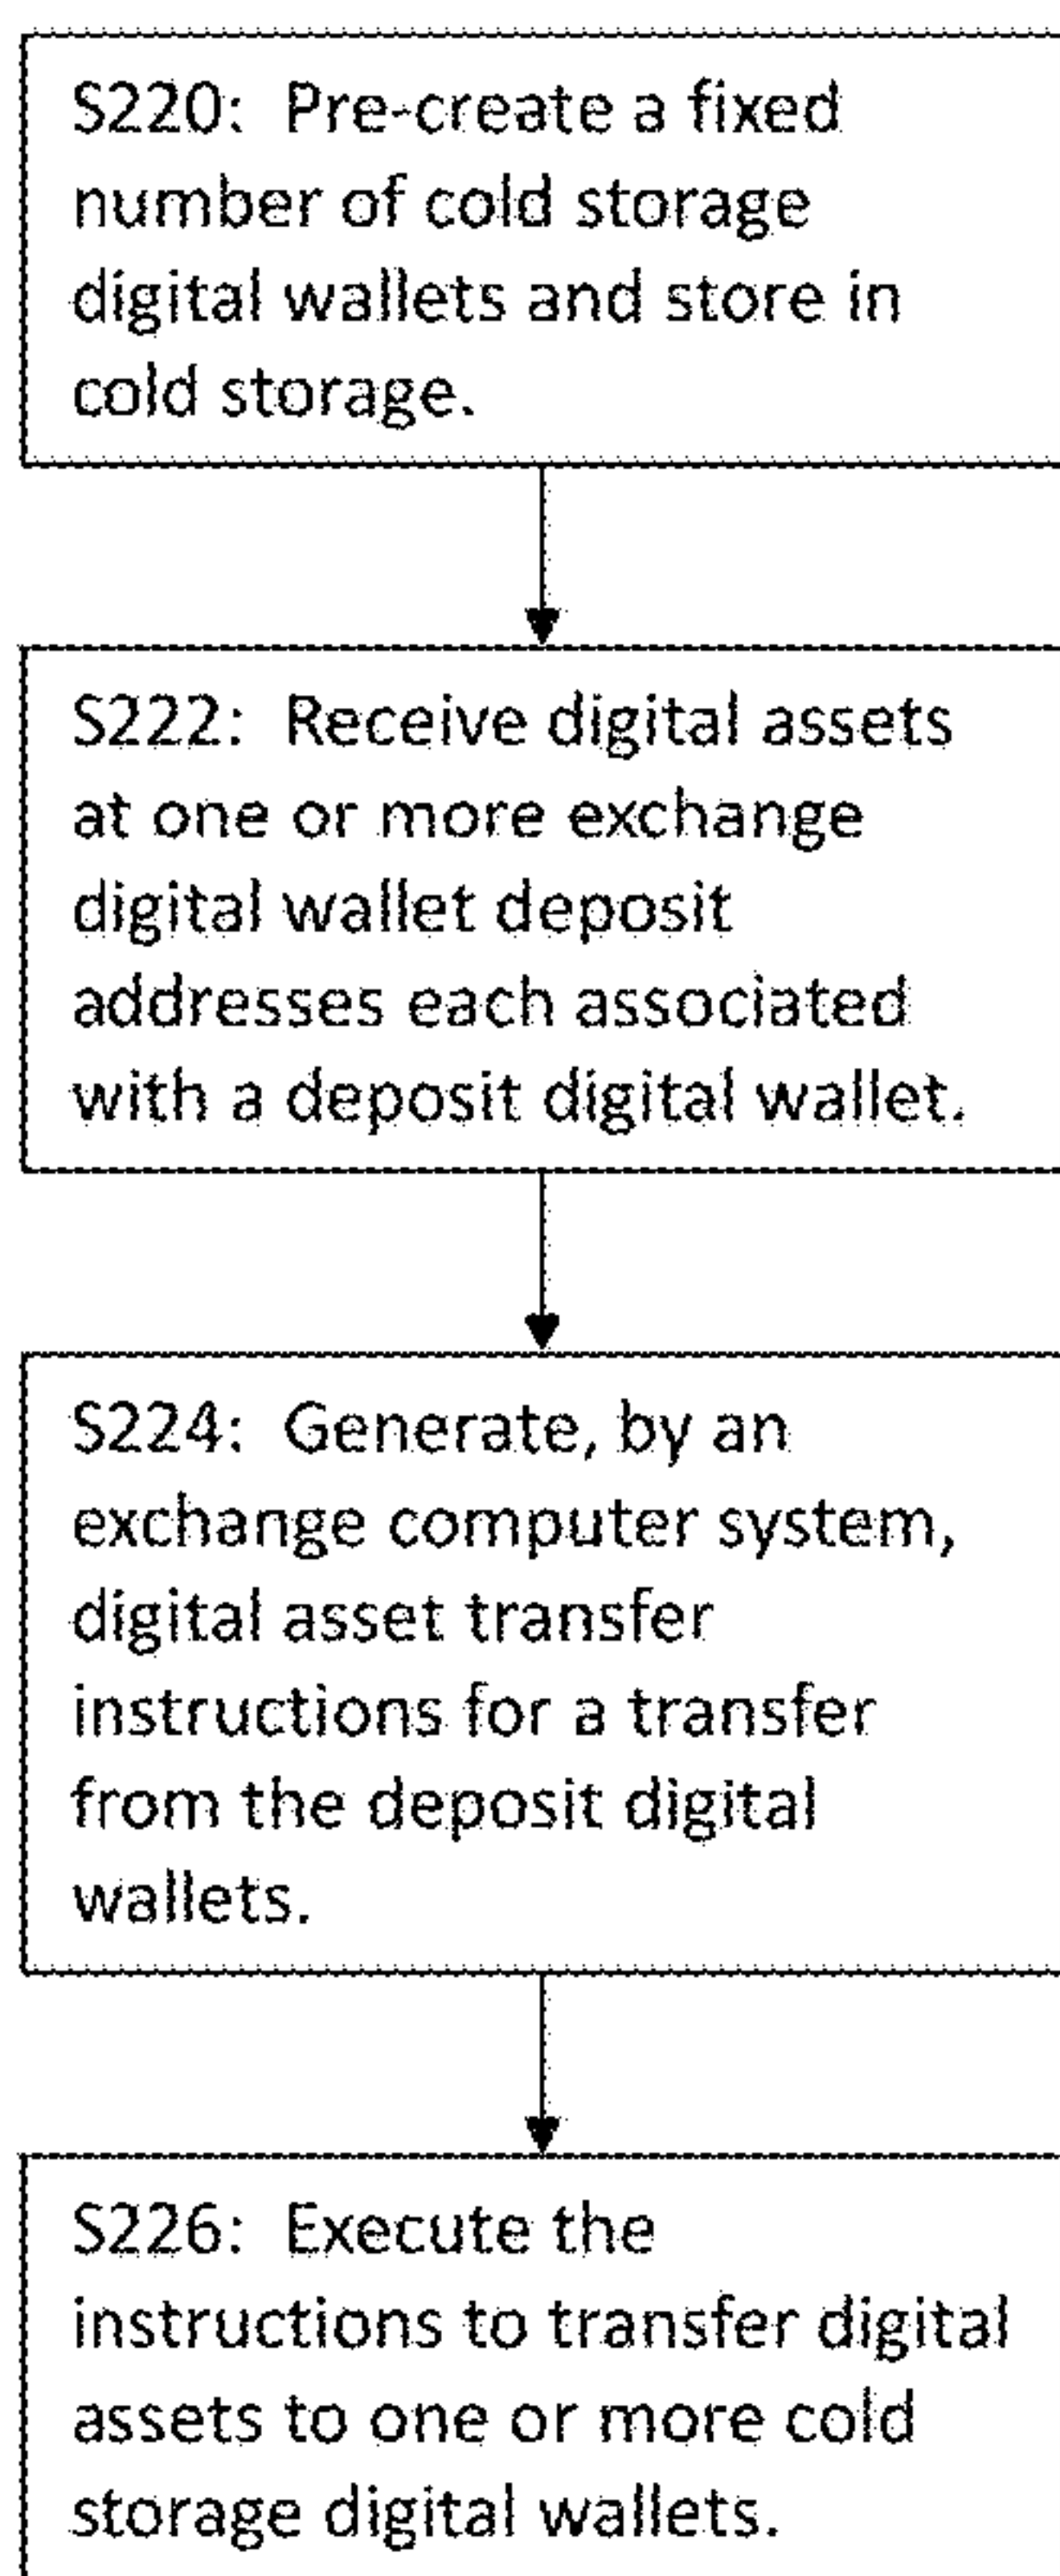 S220: Pre-create a fixed
number of cold storage
digital wallets and store in
cold storage.
S222: Receive digital assets
at one or more exchange
digital wallet deposit
addresses each associated
with a deposit digital wallet.
S224: Generate, by an
exchange computer system,
digital asset transfer
instructions for a transfer
from the deposit digital
wallets.
S226: Execute the
instructions to transfer digital
assets to one or more cold
storage digital wallets.